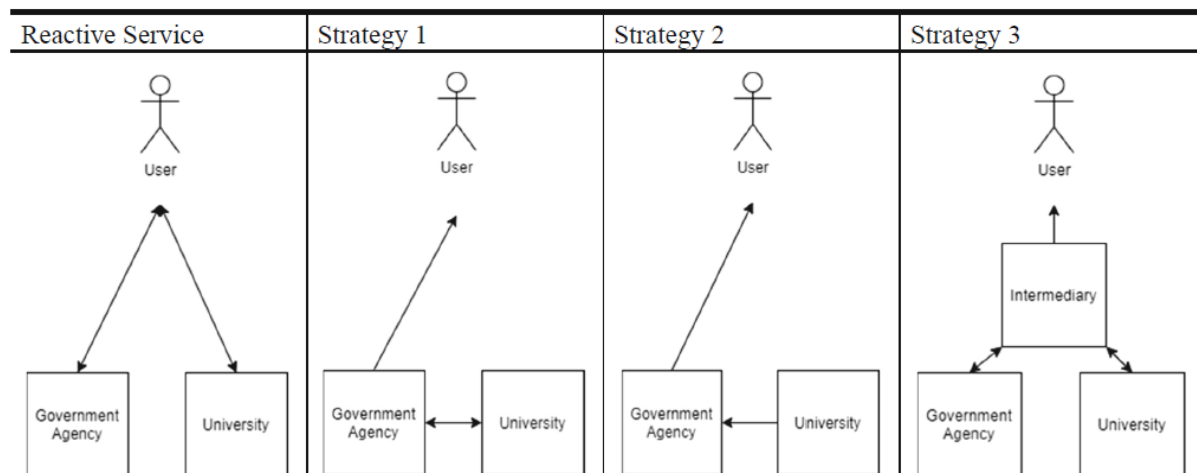 Reactive Service
Strategy 1
Strategy 2
Strategy 3
User
User
User
User
Intermediary
Government
Agency
University
Government
Agency
University
Government
Agency
University
Government
Agency
University